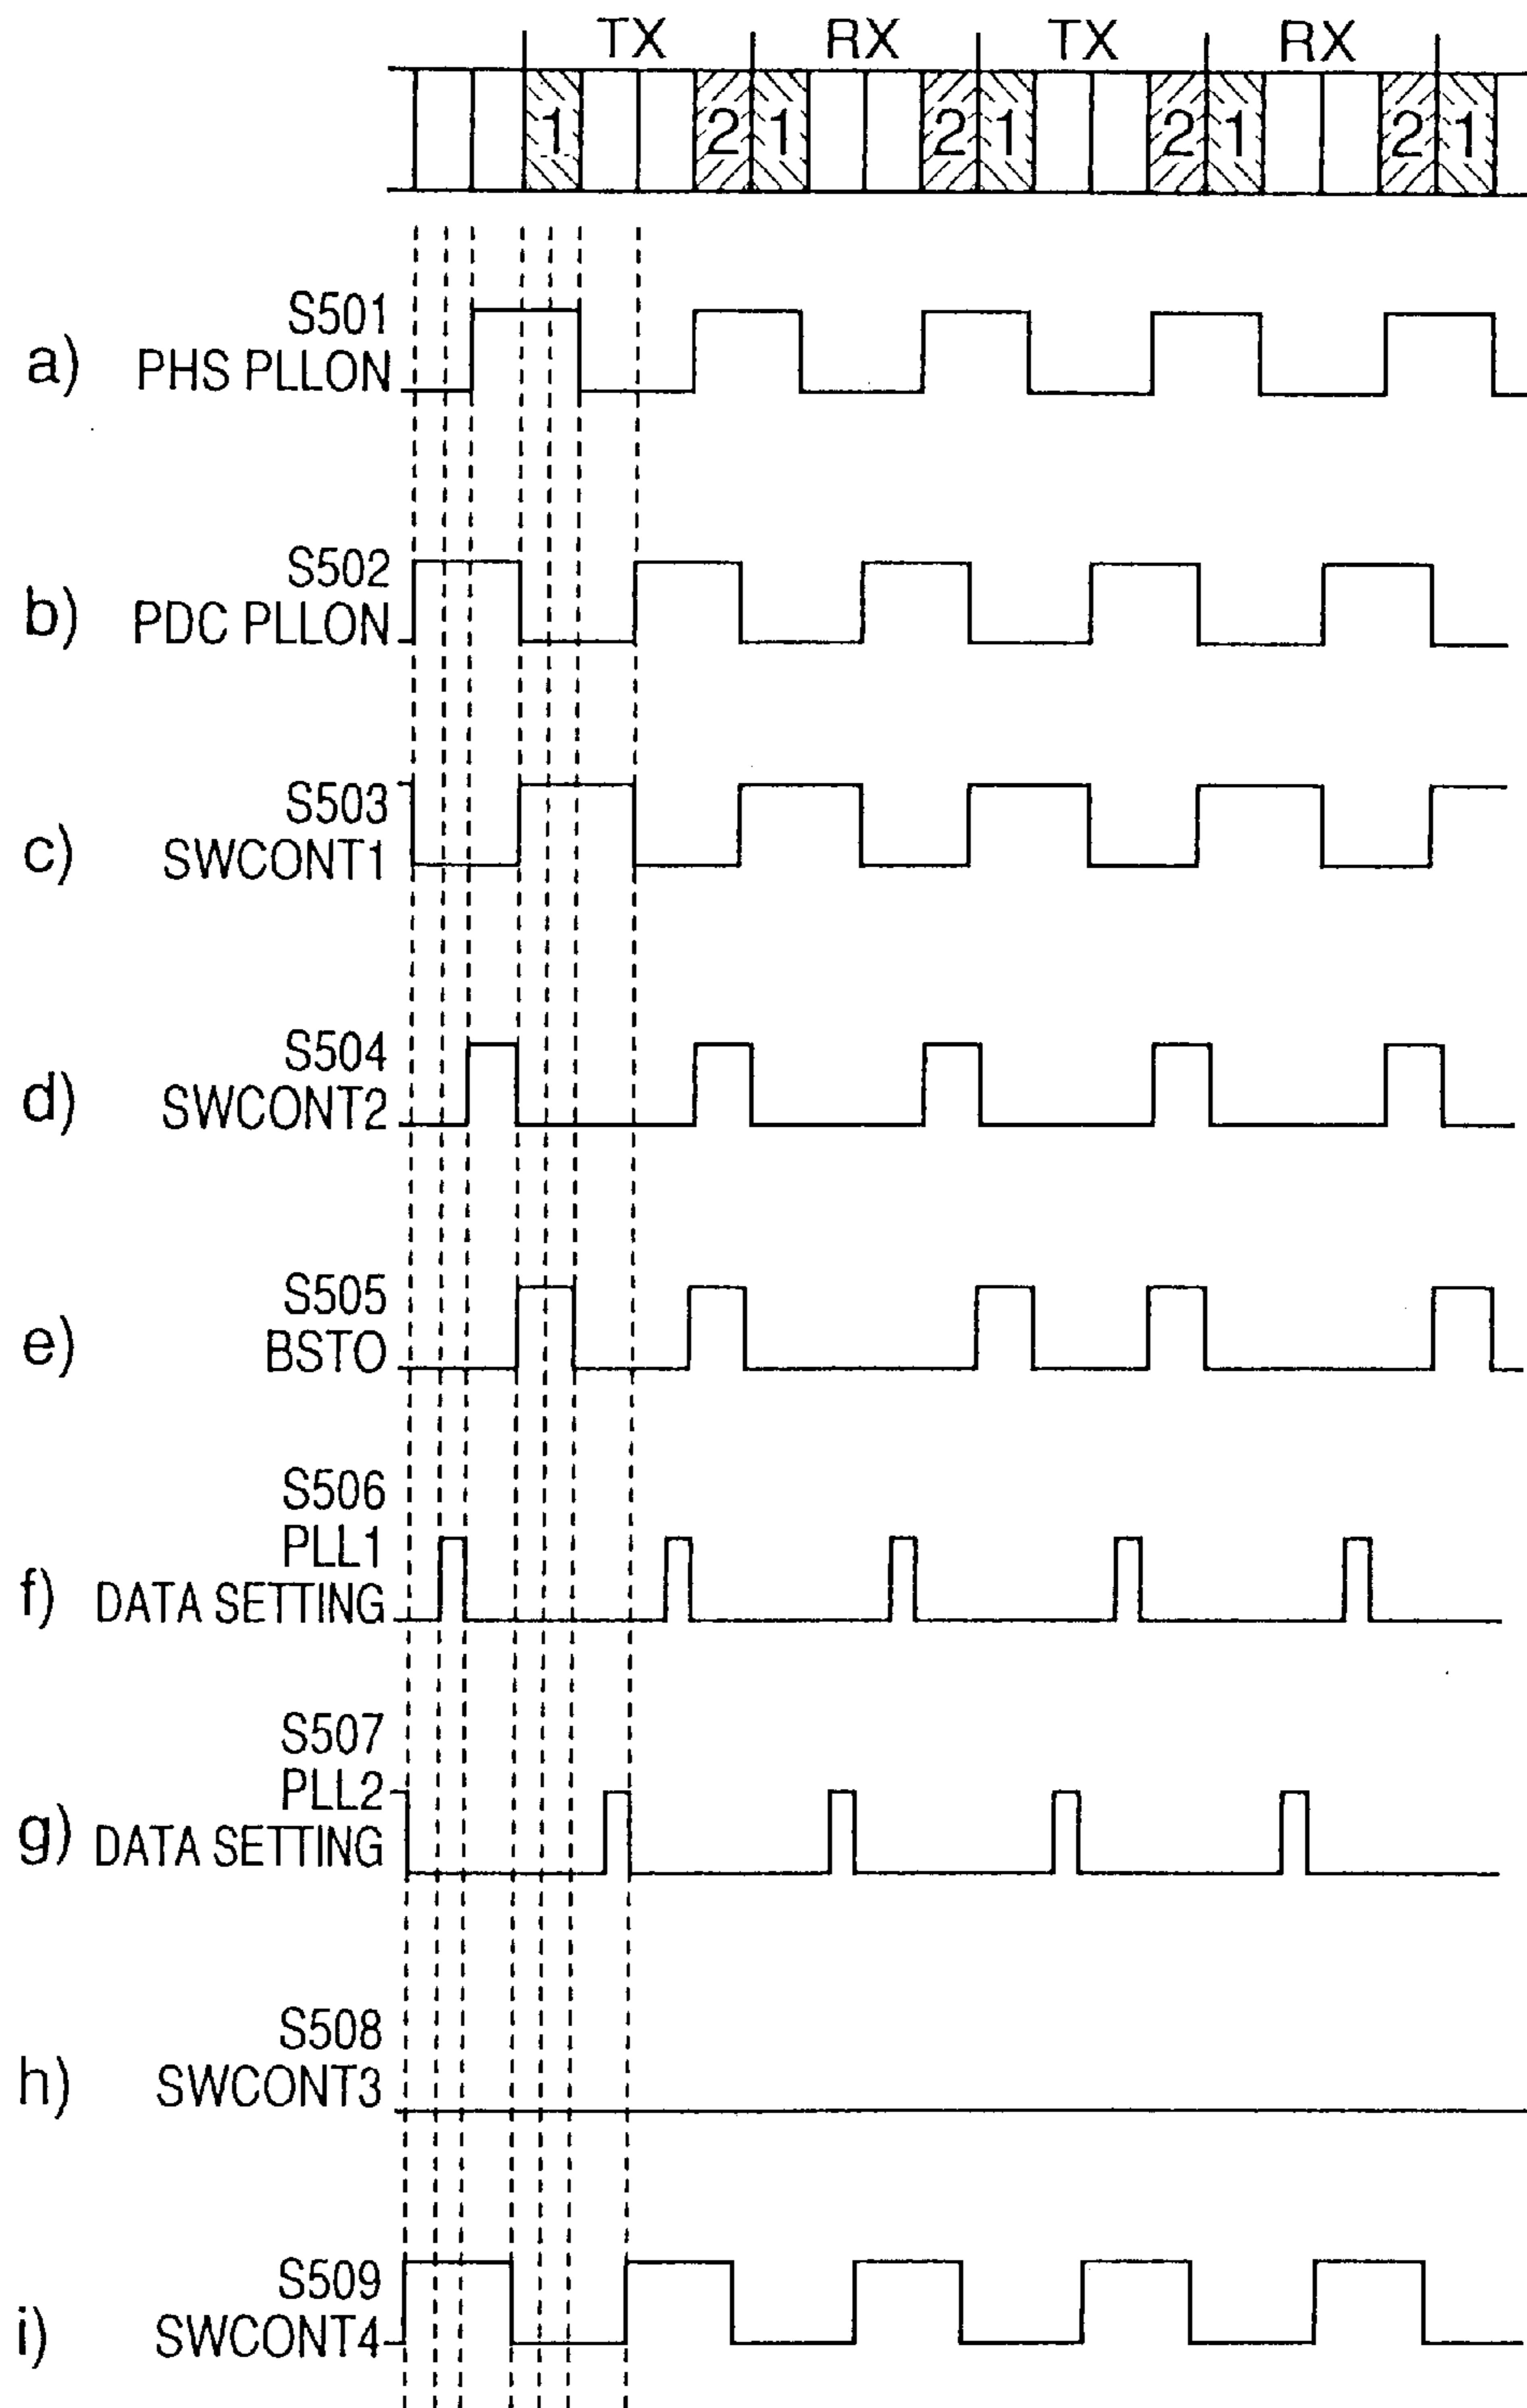 TX RX TX RX
1 2 1 2 1 2 1 2 1
S501
a) PHS PLLON
S502
b) PDC PLLON
S503
c) SWCONT1
S504
d) SWCONT2
S505
e) BSTO
S506
PLL1
f) DATA SETTING
S507
PLL2
g) DATA SETTING
S508
h) SWCONT3
S509
i) SWCONT4